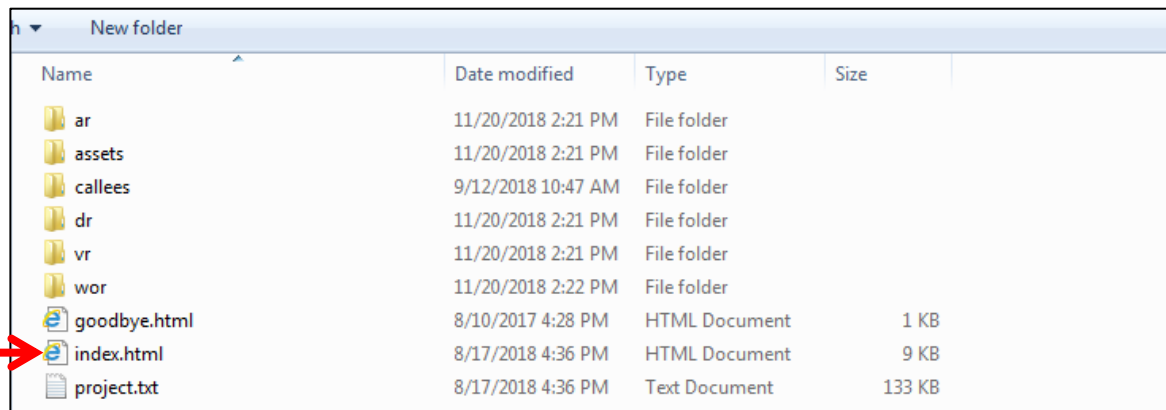 h New folder
Name Date modified Type Size
ar 11/20/2018 2:21 PM File folder
assets 11/20/2018 2:21 PM File folder
callees 9/12/2018 10:47 AM File folder
dr 11/20/2018 2:21 PM File folder
vr 11/20/2018 2:21 PM File folder
wor 11/20/2018 2:22 PM File folder
goodbye.html 8/10/2017 4:28 PM HTML Document 1 KB
index.html 8/17/2018 4:36 PM HTML Document 9 KB
project.txt 8/17/2018 4:36 PM Text Document 133 KB